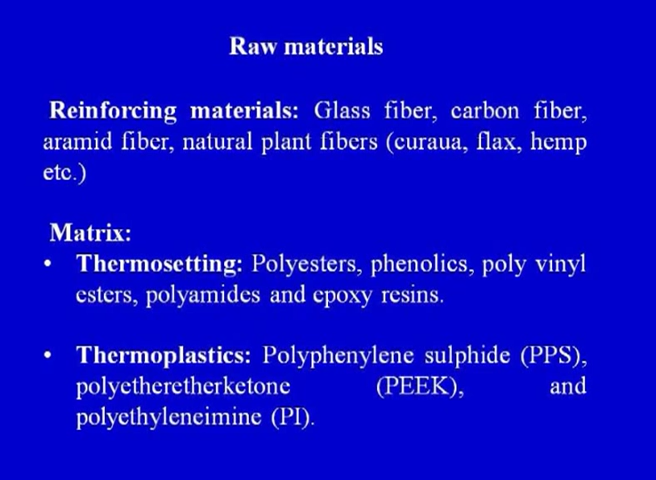 Raw materials
Reinforcing materials: Glass fiber, carbon fiber,
aramid fiber, natural plant fibers (curaua, flax, hemp
etc.)
Matrix:
• Thermosetting: Polyesters, phenolics, poly vinyl
esters, polyamides and epoxy resins.
• Thermoplastics: Polyphenylene sulphide (PPS),
polyetheretherketone (PEEK), and
polyethyleneimine (PI).